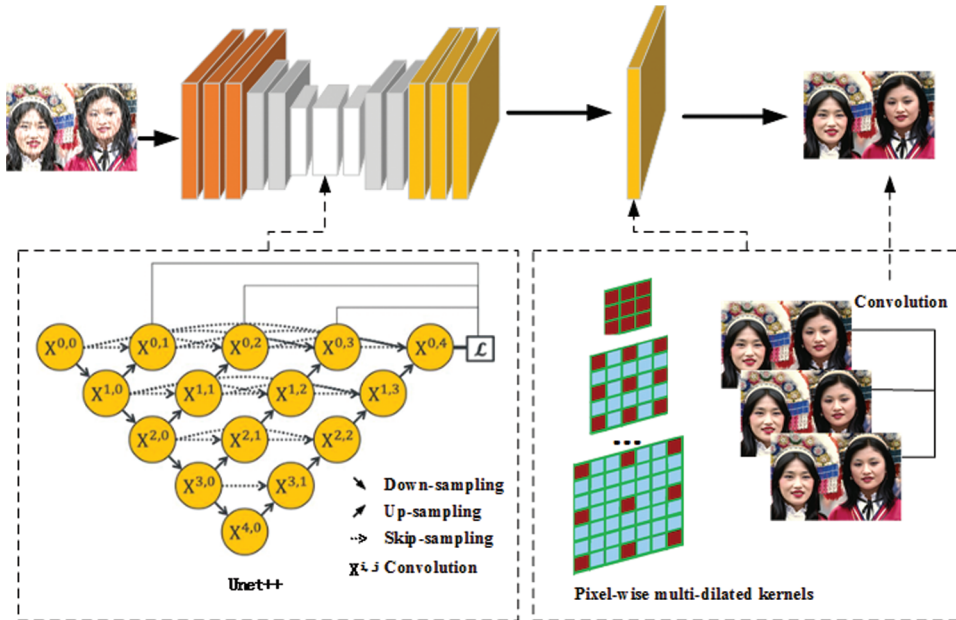 X0,0 X0,1 X0,2 X0,3 X0,4 ℒ
X1,0 X1,1 X1,2 X1,3
X2,0 X2,1 X2,2
X3,0 X3,1
X4,0
Down-sampling
Up-sampling
Skip-sampling
Xi,j Convolution
Unet++
Convolution
...
Pixel-wise multi-dilated kernels